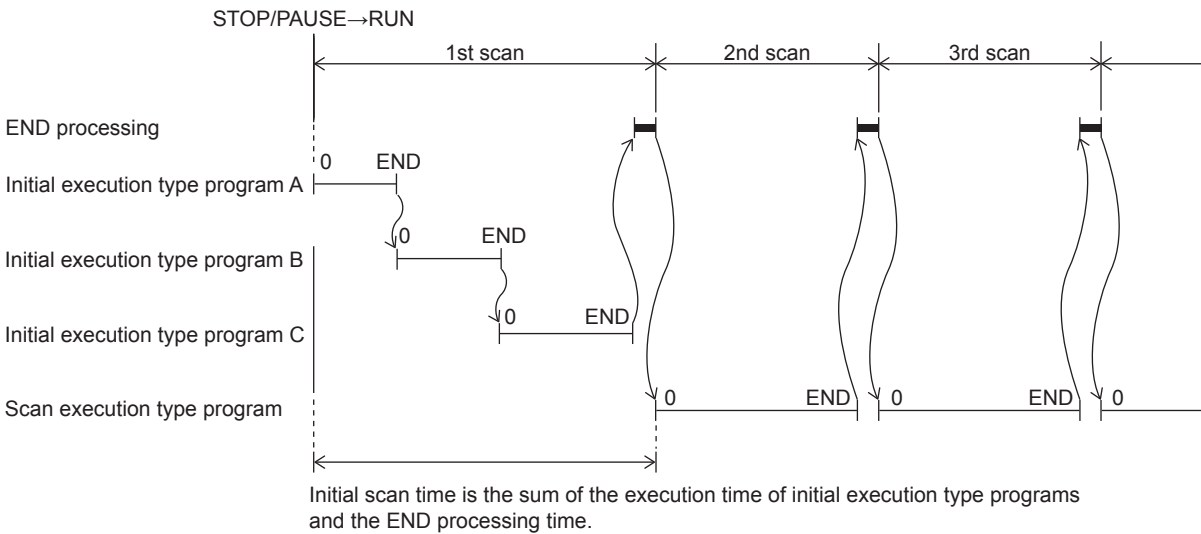 STOP/PAUSE→RUN
1st scan 2nd scan 3rd scan
END processing
0 END
Initial execution type program A
0 END
Initial execution type program B
0 END
Initial execution type program C
0 END 0 END 0
Scan execution type program
Initial scan time is the sum of the execution time of initial execution type programs
and the END processing time.